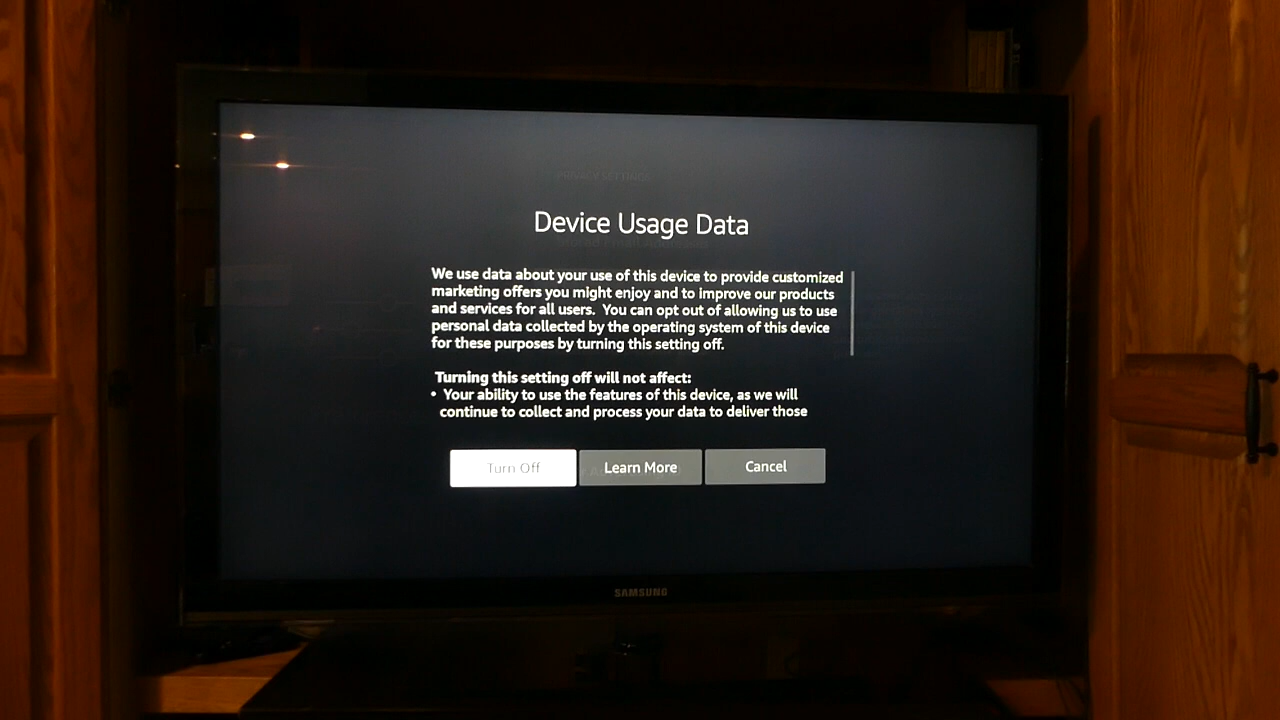 PRIVACY SETTINGS
Device Usage Data
We use data about your use of this device to provide customized
marketing offers you might enjoy and to improve our products
and services for all users.  You can opt out of allowing us to use
personal data collected by the operating system of this device
for these purposes by turning this setting off.
Turning this setting off will not affect:
• Your ability to use the features of this device, as we will
continue to collect and process your data to deliver those
Turn Off
Learn More
Cancel
SAMSUNG